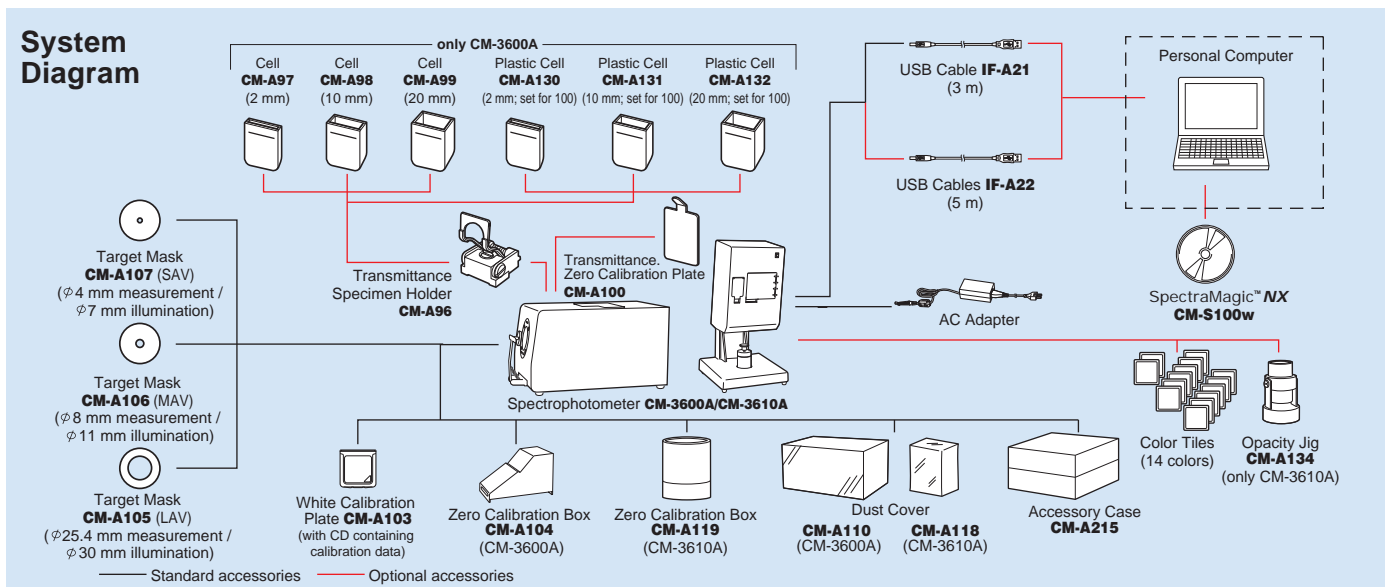 System
Diagram
only CM-3600A
Cell
CM-A97
(2 mm)
Cell
CM-A98
(10 mm)
Cell
CM-A99
(20 mm)
Plastic Cell
CM-A130
(2 mm; set for 100)
Plastic Cell
CM-A131
(10 mm; set for 100)
Plastic Cell
CM-A132
(20 mm; set for 100)
USB Cable IF-A21
(3 m)
USB Cables IF-A22
(5 m)
Personal Computer
SpectraMagic™ NX
CM-S100w
Target Mask
CM-A107 (SAV)
(φ4 mm measurement /
φ7 mm illumination)
Transmittance
Specimen Holder
CM-A96
Transmittance.
Zero Calibration Plate
CM-A100
AC Adapter
Target Mask
CM-A106 (MAV)
(φ8 mm measurement /
φ11 mm illumination)
Spectrophotometer CM-3600A/CM-3610A
Color Tiles
(14 colors)
Opacity Jig
CM-A134
(only CM-3610A)
Target Mask
CM-A105 (LAV)
(φ25.4 mm measurement /
φ30 mm illumination)
White Calibration
Plate CM-A103
(with CD containing
calibration data)
Zero Calibration Box
CM-A104
(CM-3600A)
Zero Calibration Box
CM-A119
(CM-3610A)
Dust Cover
CM-A110
(CM-3600A)
CM-A118
(CM-3610A)
Accessory Case
CM-A215
Standard accessories
Optional accessories